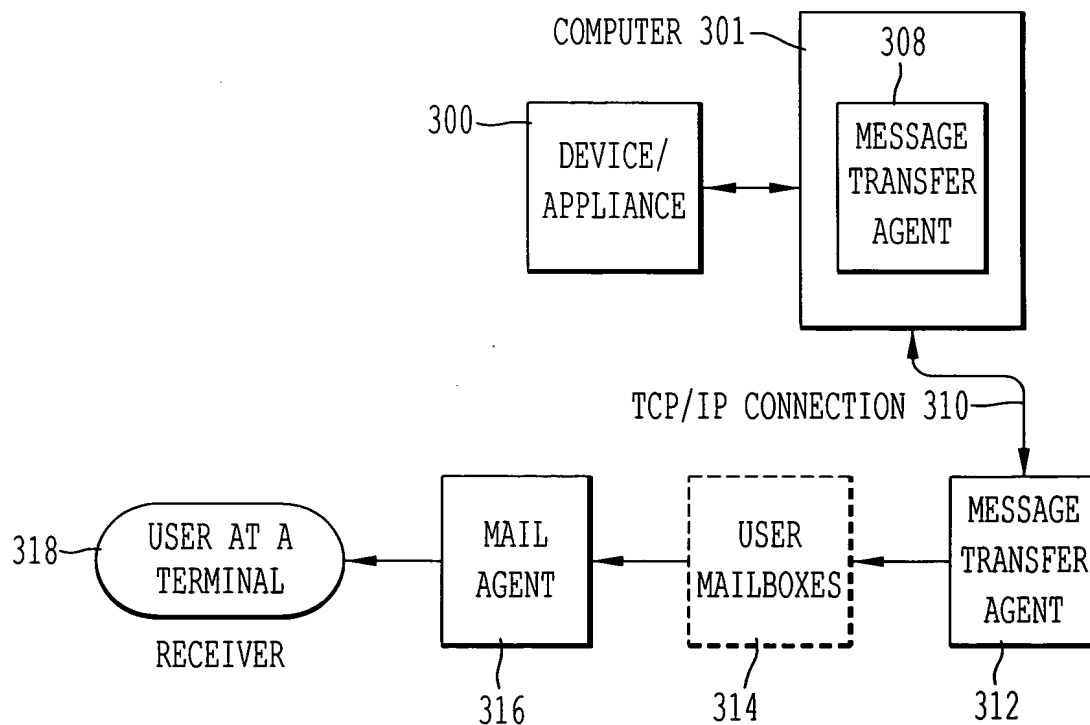 COMPUTER 301
308
300
DEVICE/
APPLIANCE
MESSAGE
TRANSFER
AGENT
TCP/IP CONNECTION 310
318
USER AT A
TERMINAL
RECEIVER
MAIL
AGENT
316
USER
MAILBOXES
314
MESSAGE
TRANSFER
AGENT
312